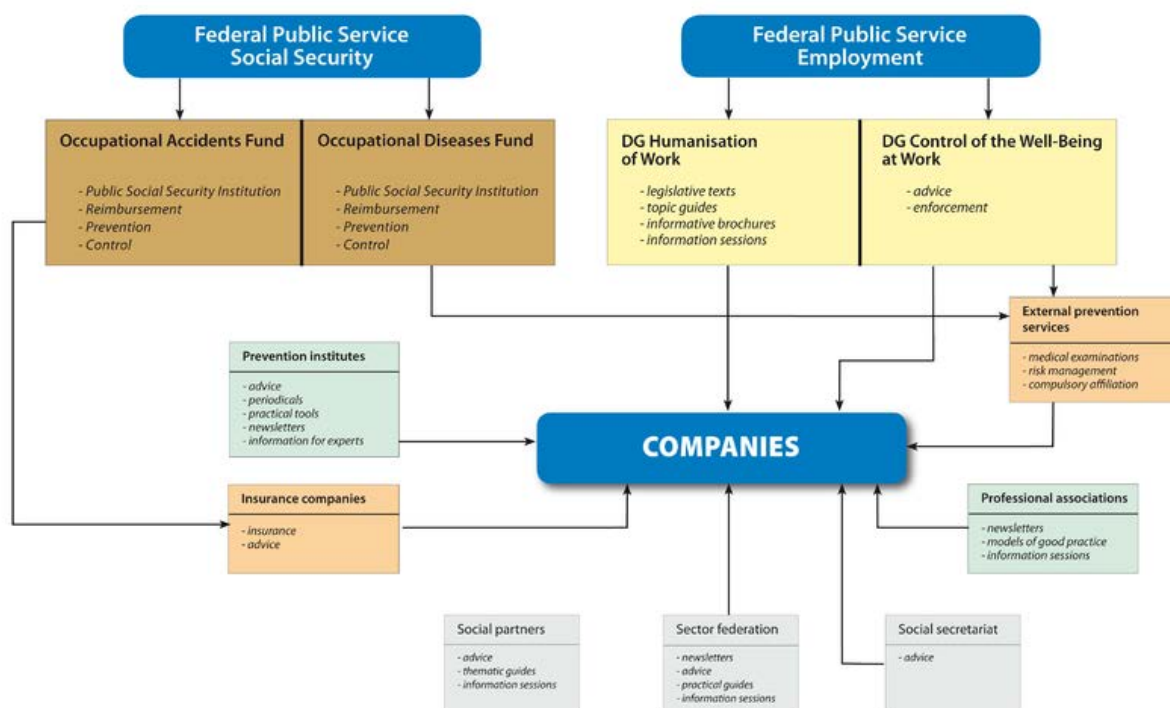 Federal Public Service
Social Security
Federal Public Service
Employment
Occupational Accidents Fund
- Public Social Security Institution
- Reimbursement
- Prevention
- Control
Occupational Diseases Fund
- Public Social Security Institution
- Reimbursement
- Prevention
- Control
DG Humanisation
of Work
- legislative texts
- topic guides
- informative brochures
- information sessions
DG Control of the Well-Being
at Work
- advice
- enforcement
External prevention
services
- medical examinations
- risk management
- compulsory affiliation
Prevention institutes
- advice
- periodicals
- practical tools
- newsletters
- information for experts
COMPANIES
Insurance companies
- insurance
- advice
Professional associations
- newsletters
- models of good practice
- information sessions
Social partners
- advice
- thematic guides
- information sessions
Sector federation
- newsletters
- advice
- practical guides
- information sessions
Social secretariat
- advice